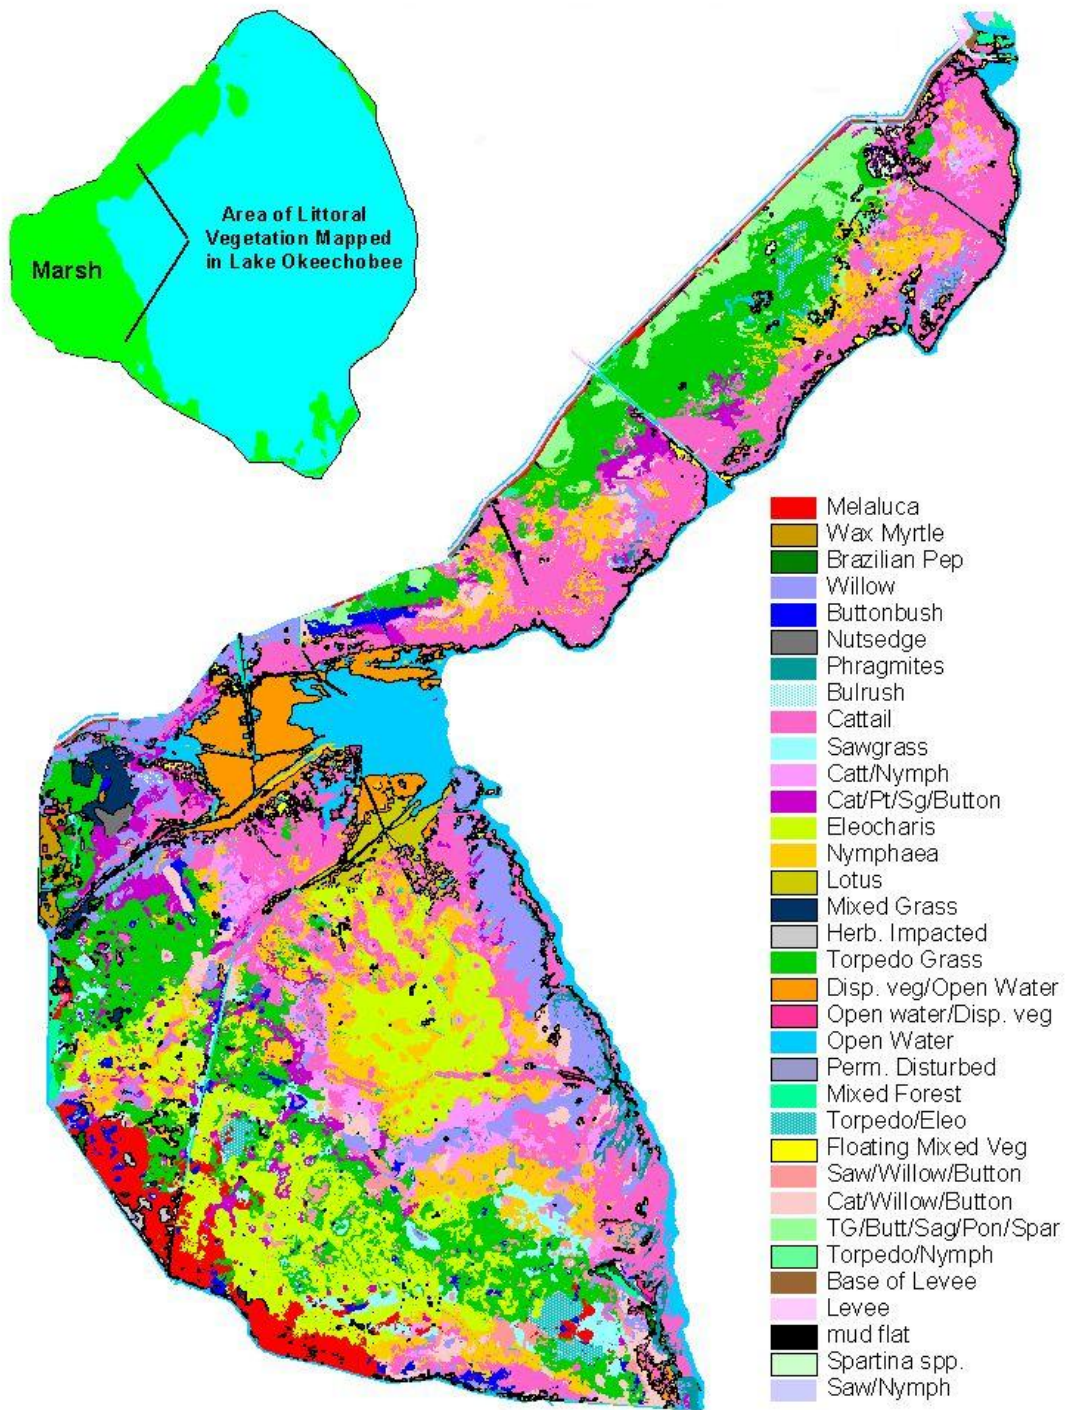 Area of Littoral
Vegetation Mapped
in Lake Okeechobee
Marsh
Melaluca
Wax Myrtle
Brazilian Pep
Willow
Buttonbush
Nutsedge
Phragmites
Bulrush
Cattail
Sawgrass
Catt/Nymph
Cat/Pt/Sg/Button
Eleocharis
Nymphaea
Lotus
Mixed Grass
Herb. Impacted
Torpedo Grass
Disp. veg/Open Water
Open water/Disp. veg
Open Water
Perm. Disturbed
Mixed Forest
Torpedo/Eleo
Floating Mixed Veg
Saw/Willow/Button
Cat/Willow/Button
TG/Butt/Sag/Pon/Spar
Torpedo/Nymph
Base of Levee
Levee
mud flat
Spartina spp.
Saw/Nymph